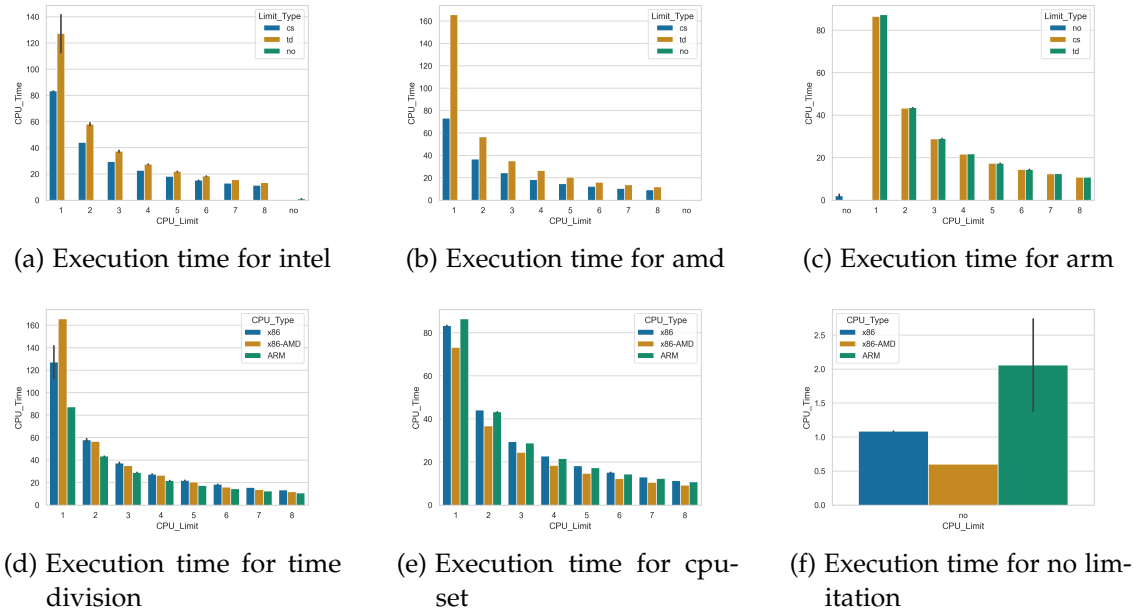 140
120
100
80
60
40
20
0
CPU_Time
Limit_Type
cs
td
no
1 2 3 4 5 6 7 8 no
CPU_Limit
(a) Execution time for intel
160
140
120
100
80
60
40
20
0
CPU_Time
Limit_Type
cs
td
no
1 2 3 4 5 6 7 8 no
CPU_Limit
(b) Execution time for amd
80
60
40
20
0
CPU_Time
Limit_Type
no
cs
td
no 1 2 3 4 5 6 7 8
CPU_Limit
(c) Execution time for arm
160
140
120
100
80
60
40
20
0
CPU_Time
CPU_Type
x86
x86-AMD
ARM
1 2 3 4 5 6 7 8
CPU_Limit
(d) Execution time for time
division
80
60
40
20
0
CPU_Time
CPU_Type
x86
x86-AMD
ARM
1 2 3 4 5 6 7 8
CPU_Limit
(e) Execution time for cpu-
set
2.5
2.0
1.5
1.0
0.5
0.0
CPU_Time
CPU_Type
x86
x86-AMD
ARM
no
CPU_Limit
(f) Execution time for no lim-
itation